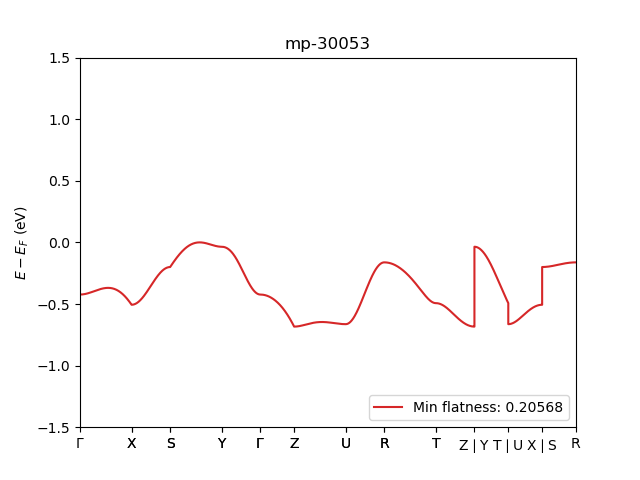 mp-30053
E − E_F (eV)
1.5
1.0
0.5
0.0
−0.5
−1.0
−1.5
Min flatness: 0.20568
Γ X S Y Γ Z U R T Z | Y T | U X | S R